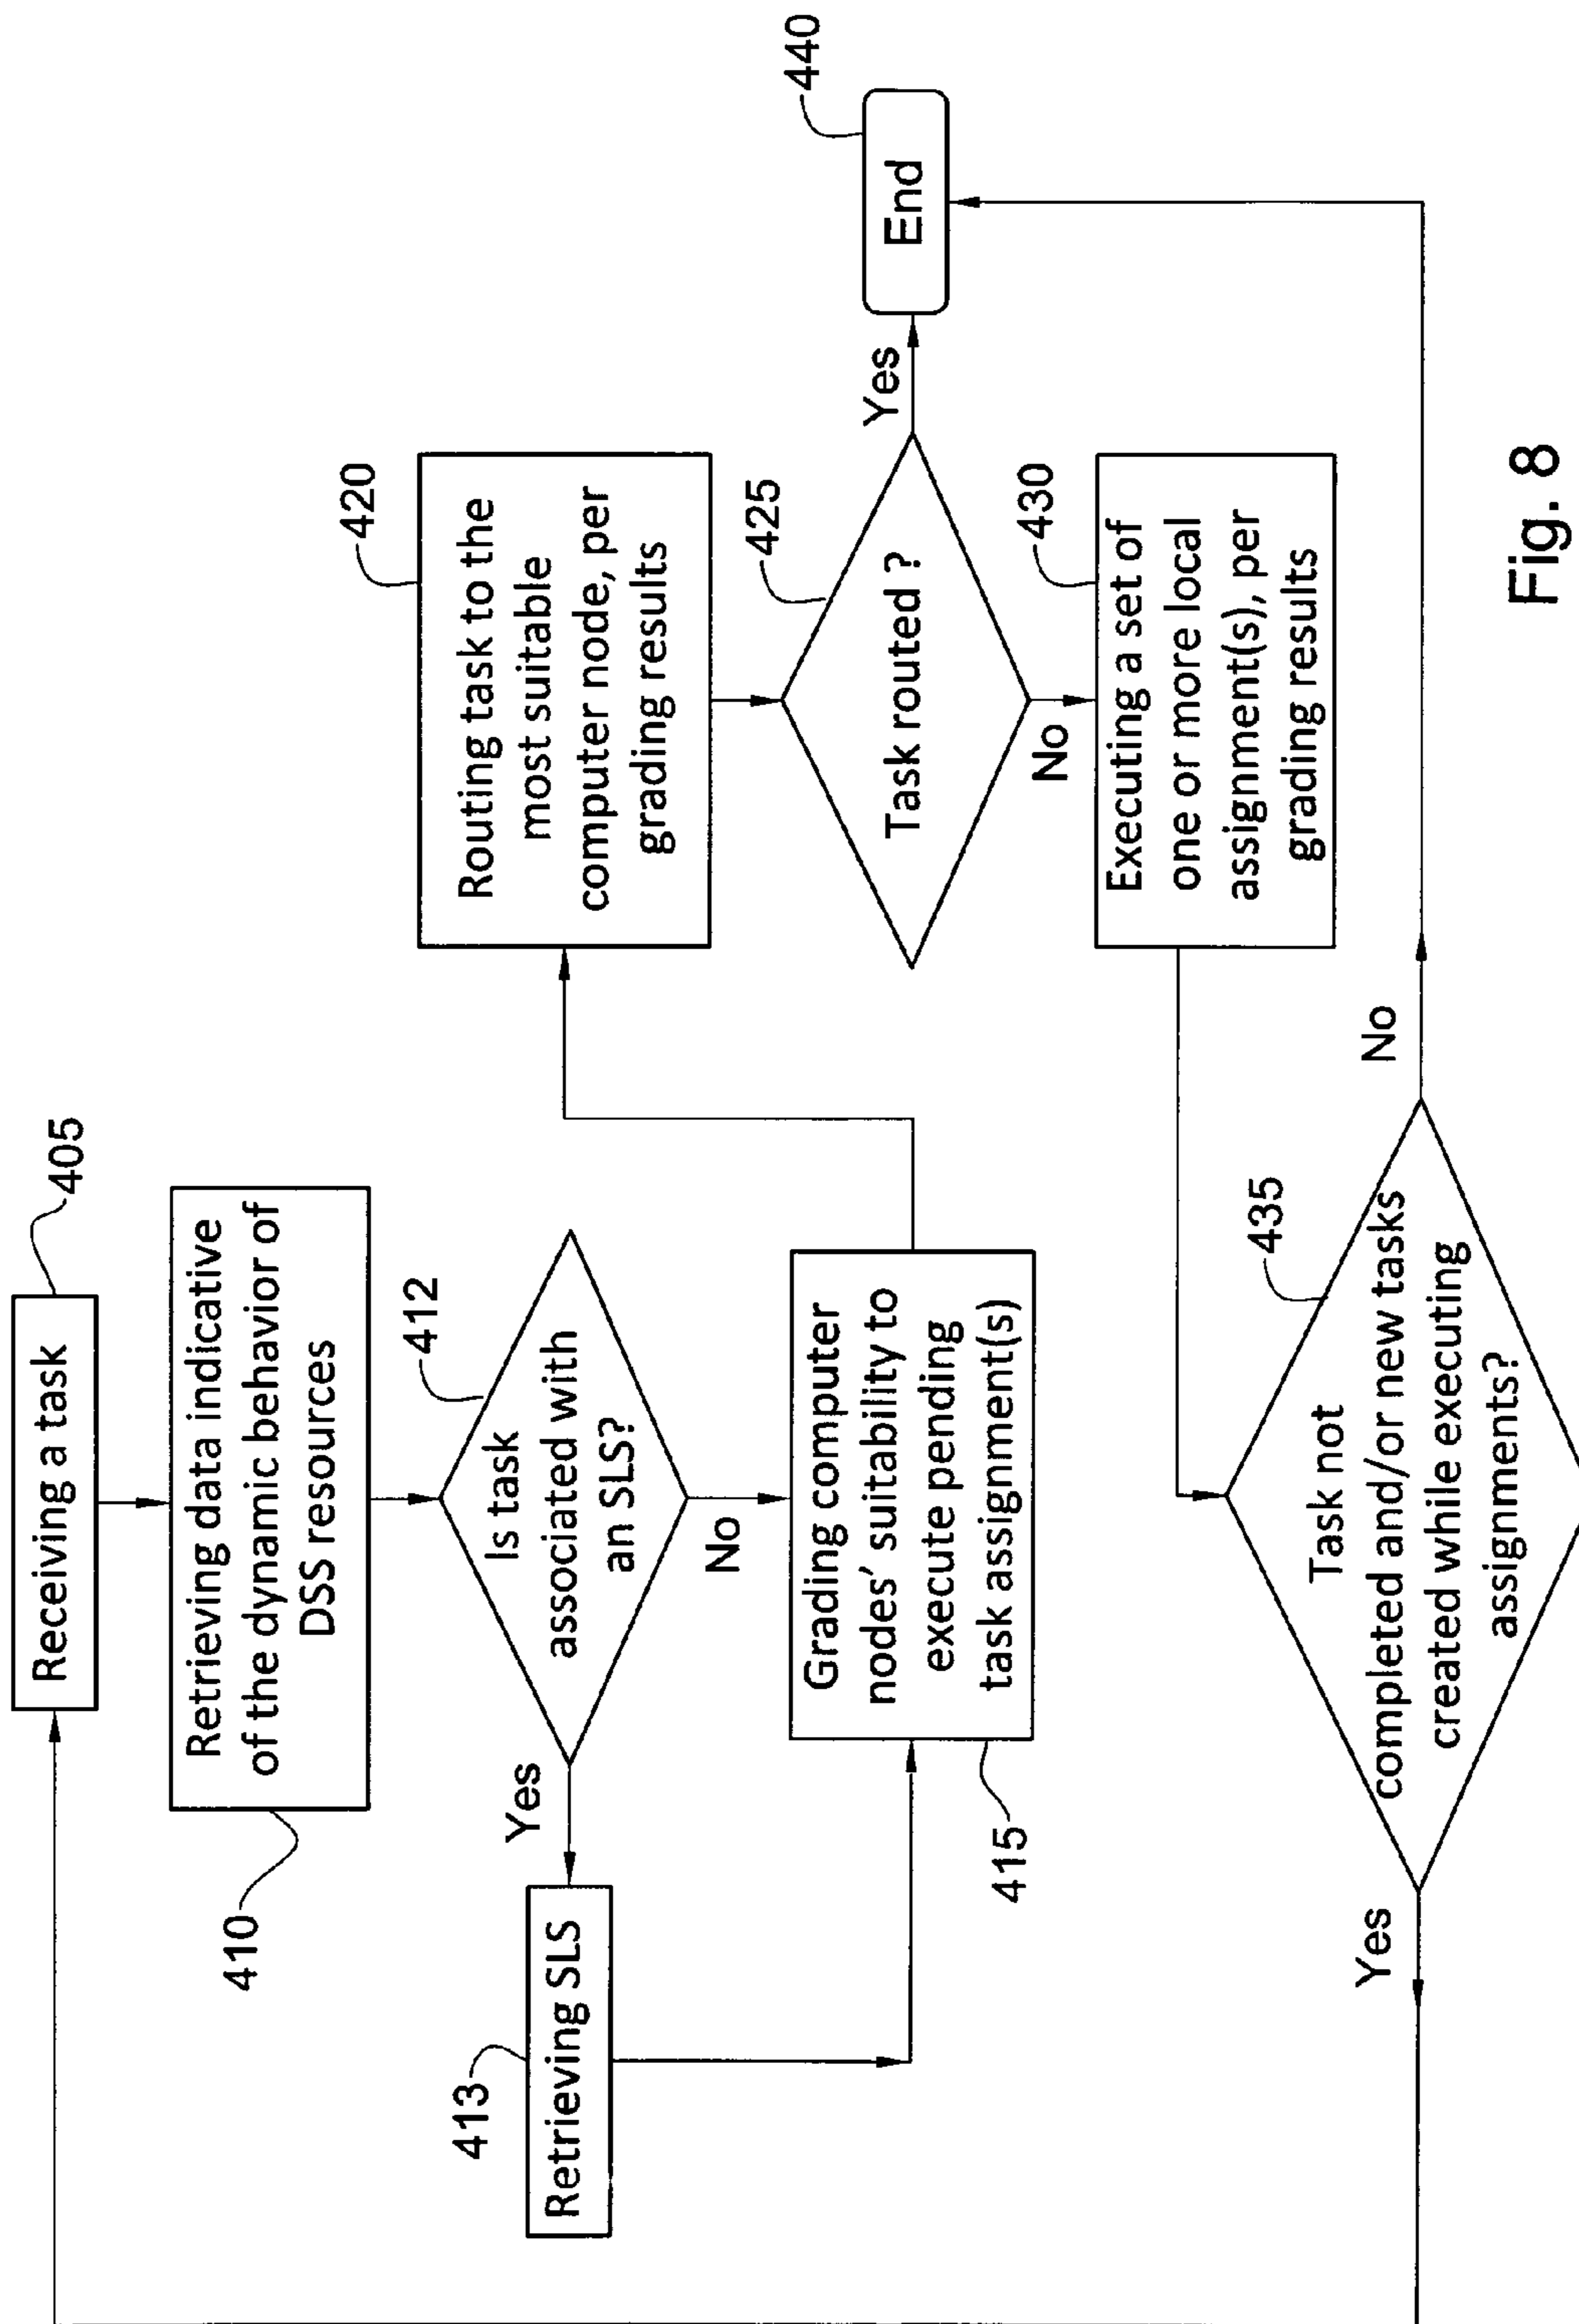 Receiving a task
405
Retrieving data indicative
of the dynamic behavior of
DSS resources
410
412
Is task
associated with
an SLS?
Yes
No
413
Retrieving SLS
Grading computer
nodes' suitability to
execute pending
task assignment(s)
415
420
Routing task to the
most suitable
computer node, per
grading results
425
Task routed ?
Yes
No
440
End
430
Executing a set of
one or more local
assignment(s), per
grading results
435
Task not
completed and/or new tasks
created while executing
assignments?
Yes
No
Fig. 8